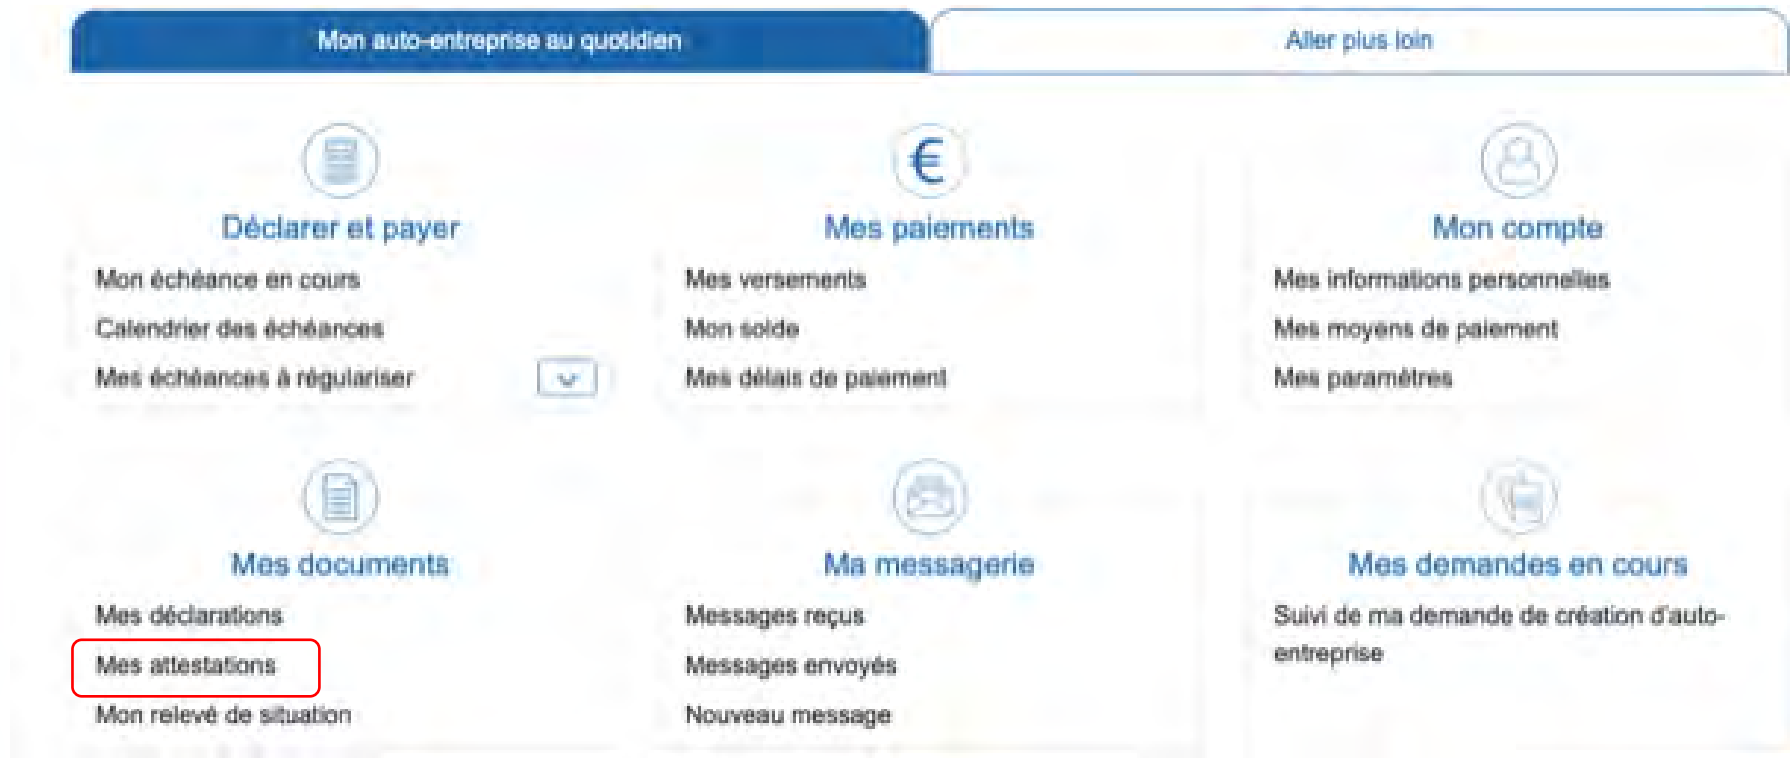 Mon auto-entreprise au quotidien
Aller plus loin
€
Déclarer et payer
Mon échéance en cours
Calendrier des échéances
Mes échéances à régulariser
Mes paiements
Mes versements
Mon solde
Mes délais de paiement
Mon compte
Mes informations personnelles
Mes moyens de paiement
Mes paramètres
Mes documents
Mes déclarations
Mes attestations
Mon relevé de situation
Ma messagerie
Messages reçus
Messages envoyés
Nouveau message
Mes demandes en cours
Suivi de ma demande de création d'auto-
entreprise